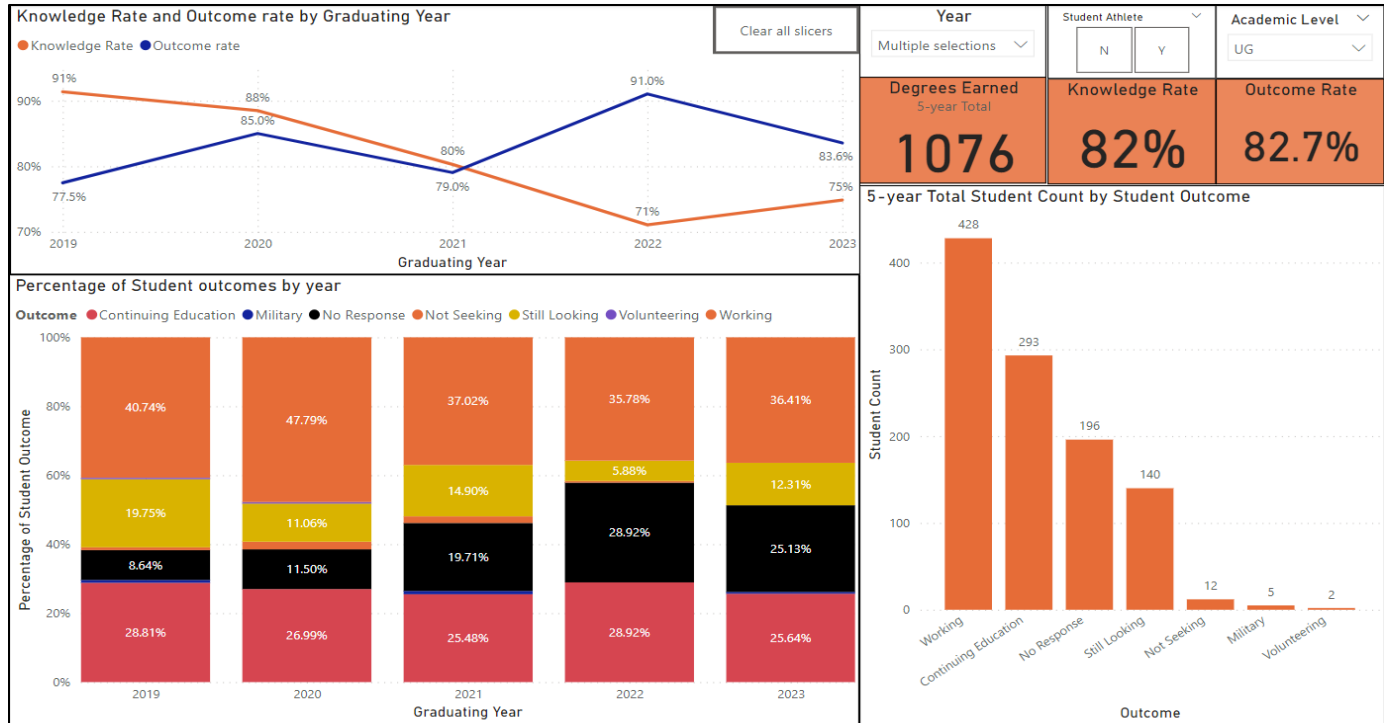 Knowledge Rate and Outcome rate by Graduating Year
Knowledge Rate Outcome rate
Clear all slicers
91%
88%
85.0%
80%
79.0%
77.5%
91.0%
83.6%
75%
71%
90%
80%
70%
2019 2020 2021 2022 2023
Graduating Year
Year
Multiple selections
Student Athlete
N Y
Academic Level
UG
Degrees Earned
5-year Total
1076
Knowledge Rate
82%
Outcome Rate
82.7%
Percentage of Student outcomes by year
Outcome Continuing Education Military No Response Not Seeking Still Looking Volunteering Working
Percentage of Student Outcome
100%
80%
60%
40%
20%
0%
40.74% 47.79% 37.02% 35.78% 36.41%
19.75% 11.06% 14.90% 5.88% 12.31%
8.64% 11.50% 19.71% 28.92% 25.13%
28.81% 26.99% 25.48% 28.92% 25.64%
2019 2020 2021 2022 2023
Graduating Year
5-year Total Student Count by Student Outcome
Student Count
400
300
200
100
0
428
293
196
140
12
5
2
Working
Continuing Education
No Response
Still Looking
Not Seeking
Military
Volunteering
Outcome